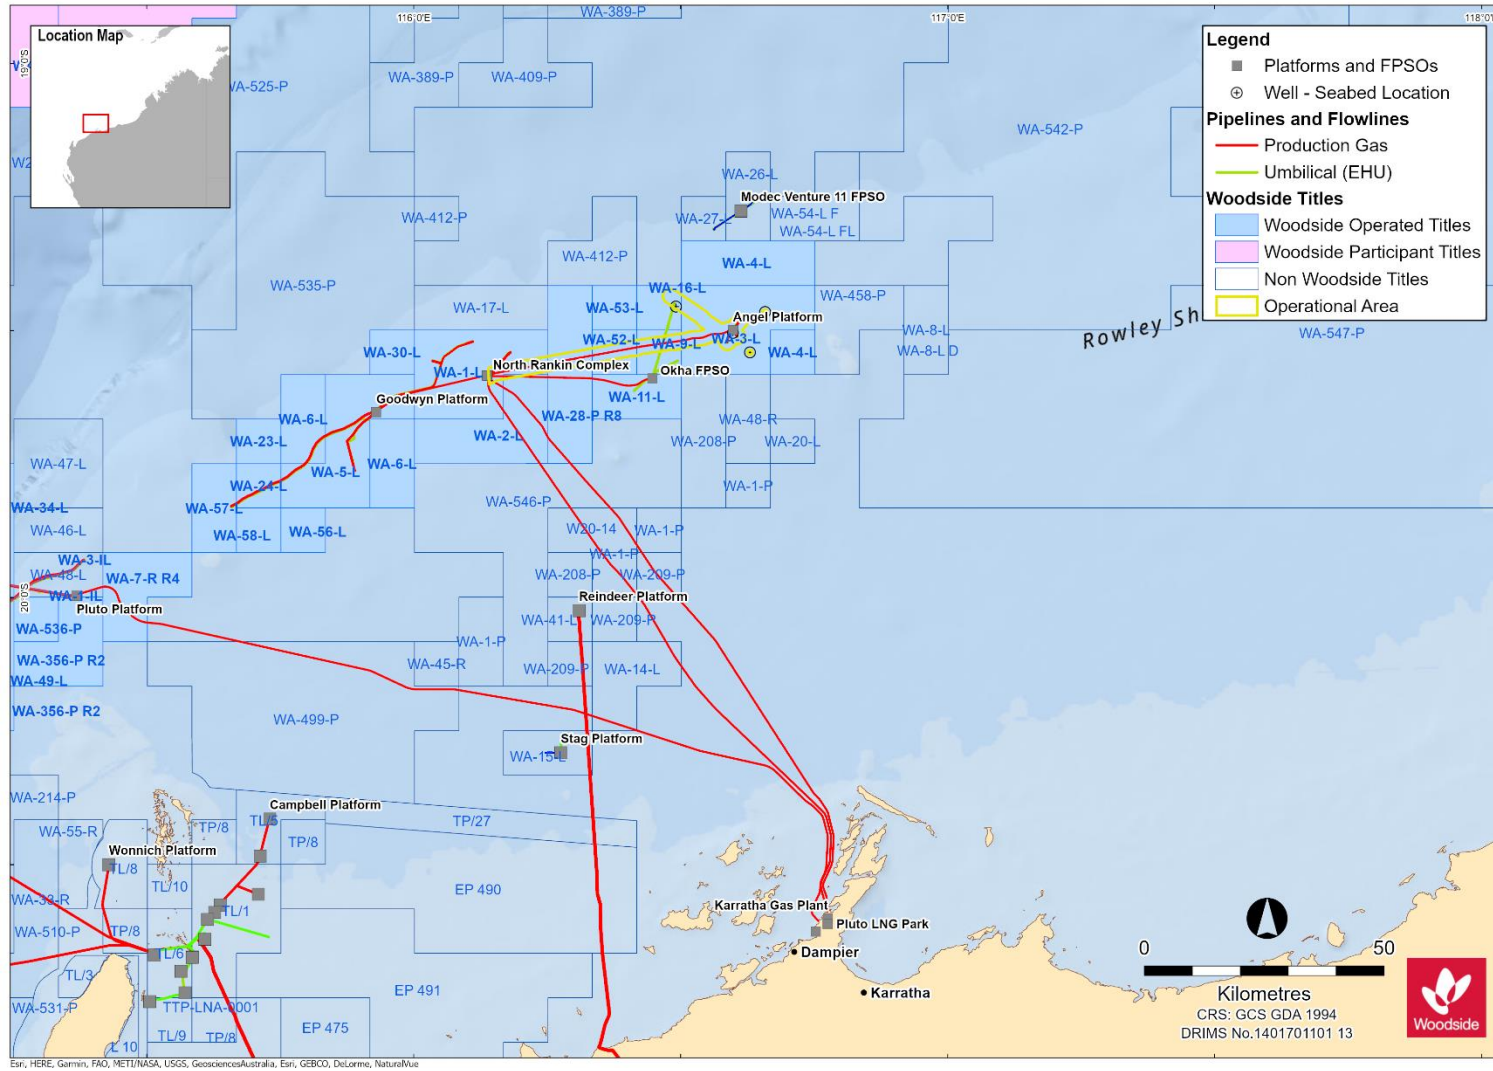 WA-389-P
116°0'E
117°0'E
118°0'
Location Map
19°0'S
WA-525-P
WA-389-P
WA-409-P
WA-542-P
Legend
Platforms and FPSOs
Well - Seabed Location
Pipelines and Flowlines
Production Gas
Umbilical (EHU)
Woodside Titles
Woodside Operated Titles
Woodside Participant Titles
Non Woodside Titles
Operational Area
WA-26-L
Modec Venture 11 FPSO
WA-412-P
WA-27-L
WA-54-L F
WA-54-L FL
WA-412-P
WA-4-L
WA-535-P
WA-16-L
WA-458-P
WA-17-L
WA-53-L
Angel Platform
Rowley Sh
WA-8-L
WA-547-P
WA-30-L
WA-52-L
WA-9-L
WA-3-L
WA-4-L
WA-8-L D
WA-1-L
North Rankin Complex
Okha FPSO
Goodwyn Platform
WA-11-L
WA-6-L
WA-28-P R8
WA-48-R
WA-23-L
WA-2-L
WA-208-P
WA-20-L
WA-47-L
WA-5-L
WA-6-L
WA-24-L
WA-1-P
WA-34-L
WA-57-L
WA-546-P
WA-46-L
WA-58-L
WA-56-L
W20-14
WA-1-P
WA-3-IL
WA-1-P
WA-48-L
WA-7-R R4
WA-208-P
WA-209-P
20°0'S
WA-1-IL
Pluto Platform
Reindeer Platform
WA-536-P
WA-41-L
WA-209-P
WA-1-P
WA-356-P R2
WA-45-R
WA-209-P
WA-14-L
WA-49-L
WA-356-P R2
WA-499-P
Stag Platform
WA-15-L
WA-214-P
Campbell Platform
WA-55-R
TP/8
TL/5
TP/27
TP/8
Wonnich Platform
TL/8
TL/10
EP 490
WA-33-R
TL/1
Karratha Gas Plant
Pluto LNG Park
WA-510-P
TP/8
TL/6
Dampier
TL/3
EP 491
Karratha
WA-531-P
TTP-LNA-0001
TL/9
TP/8
EP 475
L 10
0
50
Kilometres
CRS: GCS GDA 1994
DRIMS No.1401701101 13
Woodside
Esri, HERE, Garmin, FAO, METI/NASA, USGS, GeosciencesAustralia, Esri, GEBCO, DeLorme, NaturalVue